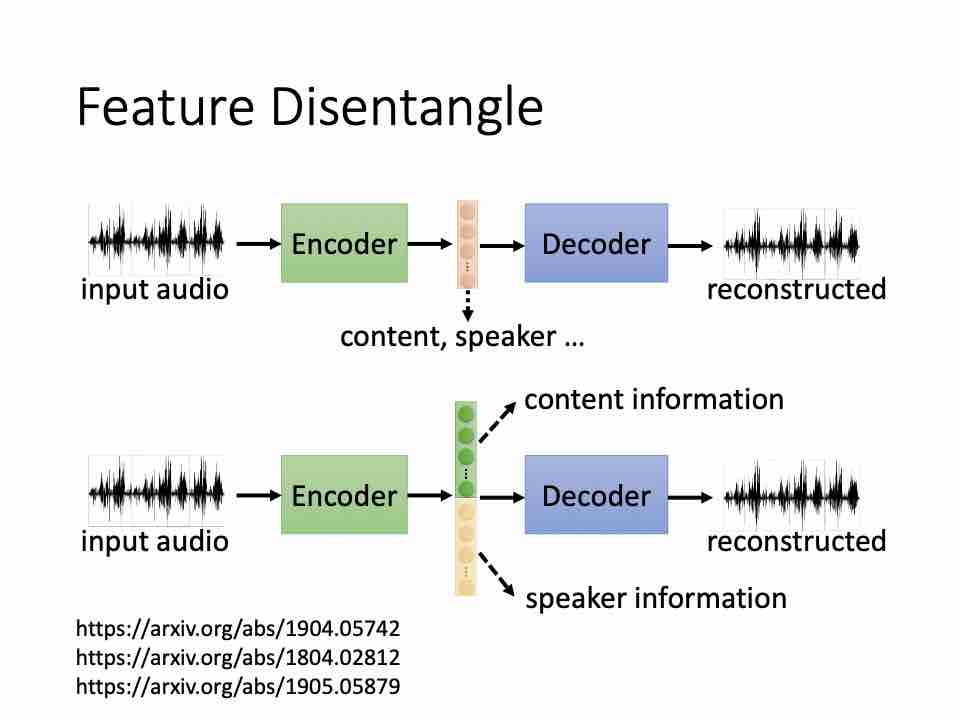 Feature Disentangle
Encoder
Decoder
input audio
reconstructed
content, speaker …
content information
Encoder
Decoder
input audio
reconstructed
speaker information
https://arxiv.org/abs/1904.05742
https://arxiv.org/abs/1804.02812
https://arxiv.org/abs/1905.05879